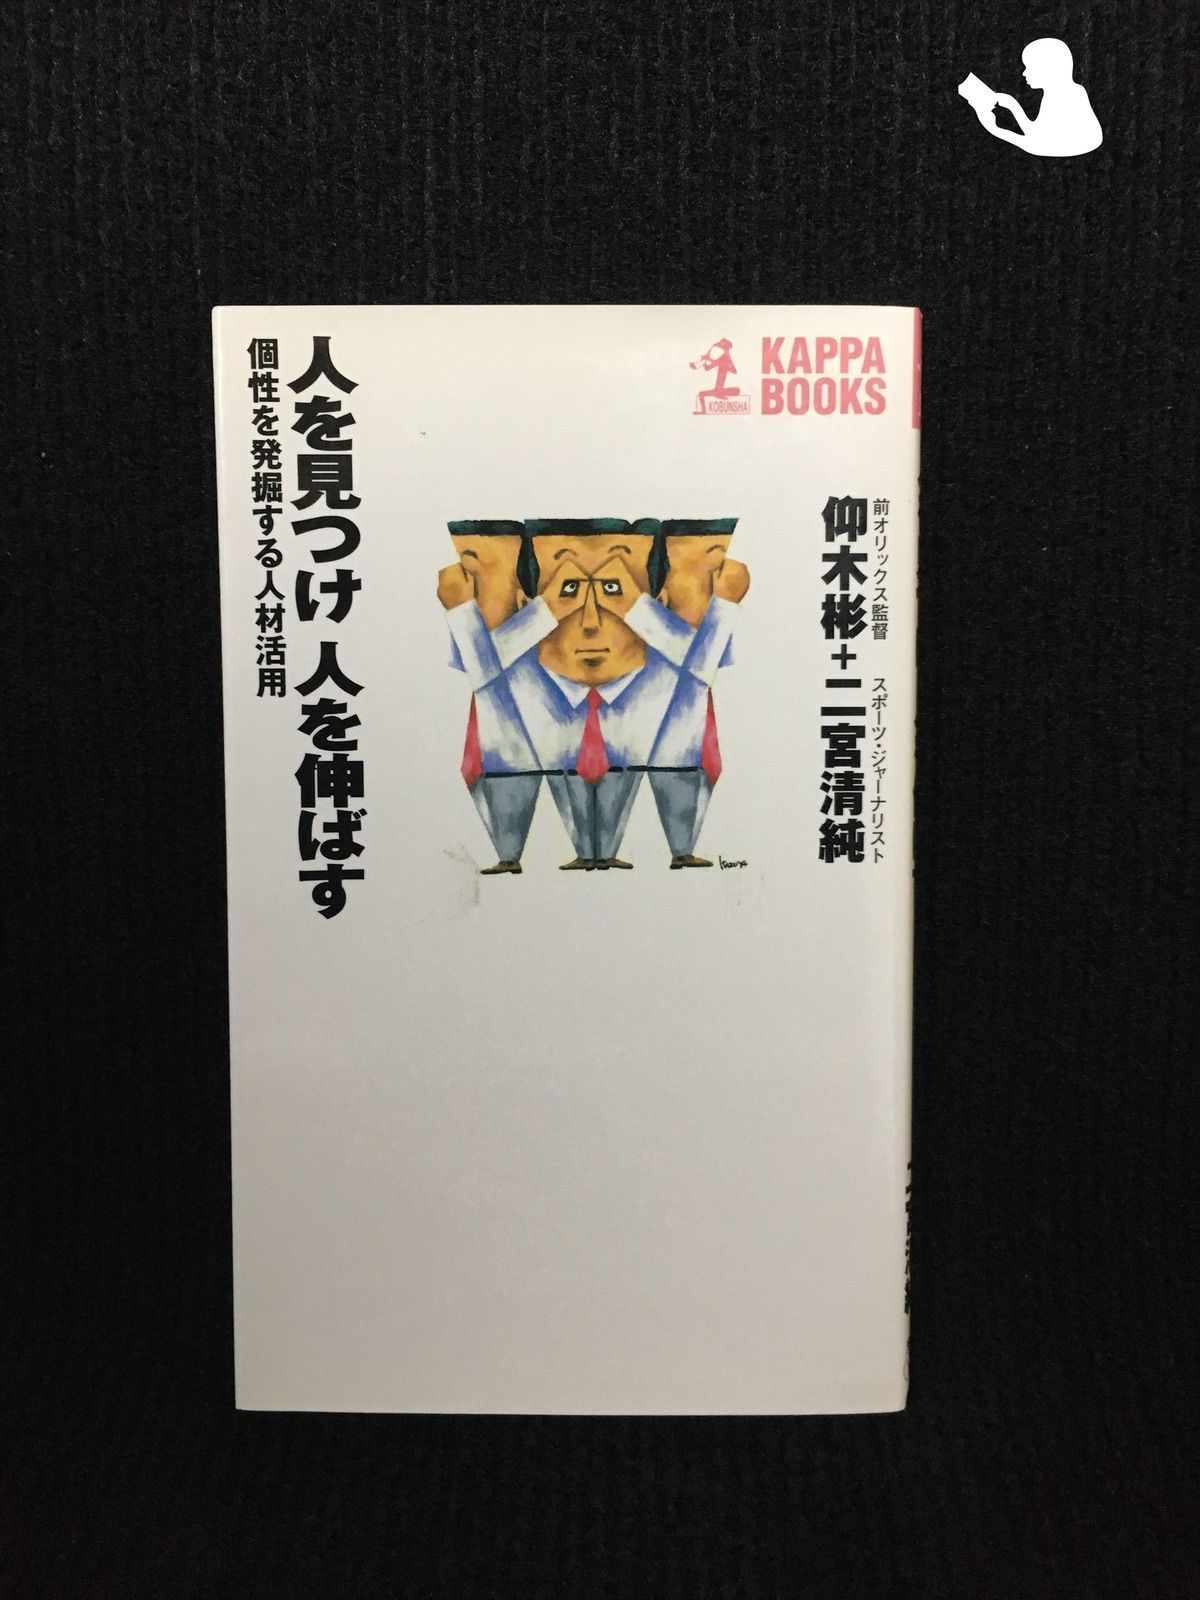 KAPPA
BOOKS
KOBUNSHA
前オリックス監督 スポーツ・ジャーナリスト
仰木彬+二宮清純
人を見つけ 人を伸ばす
個性を発掘する人材活用